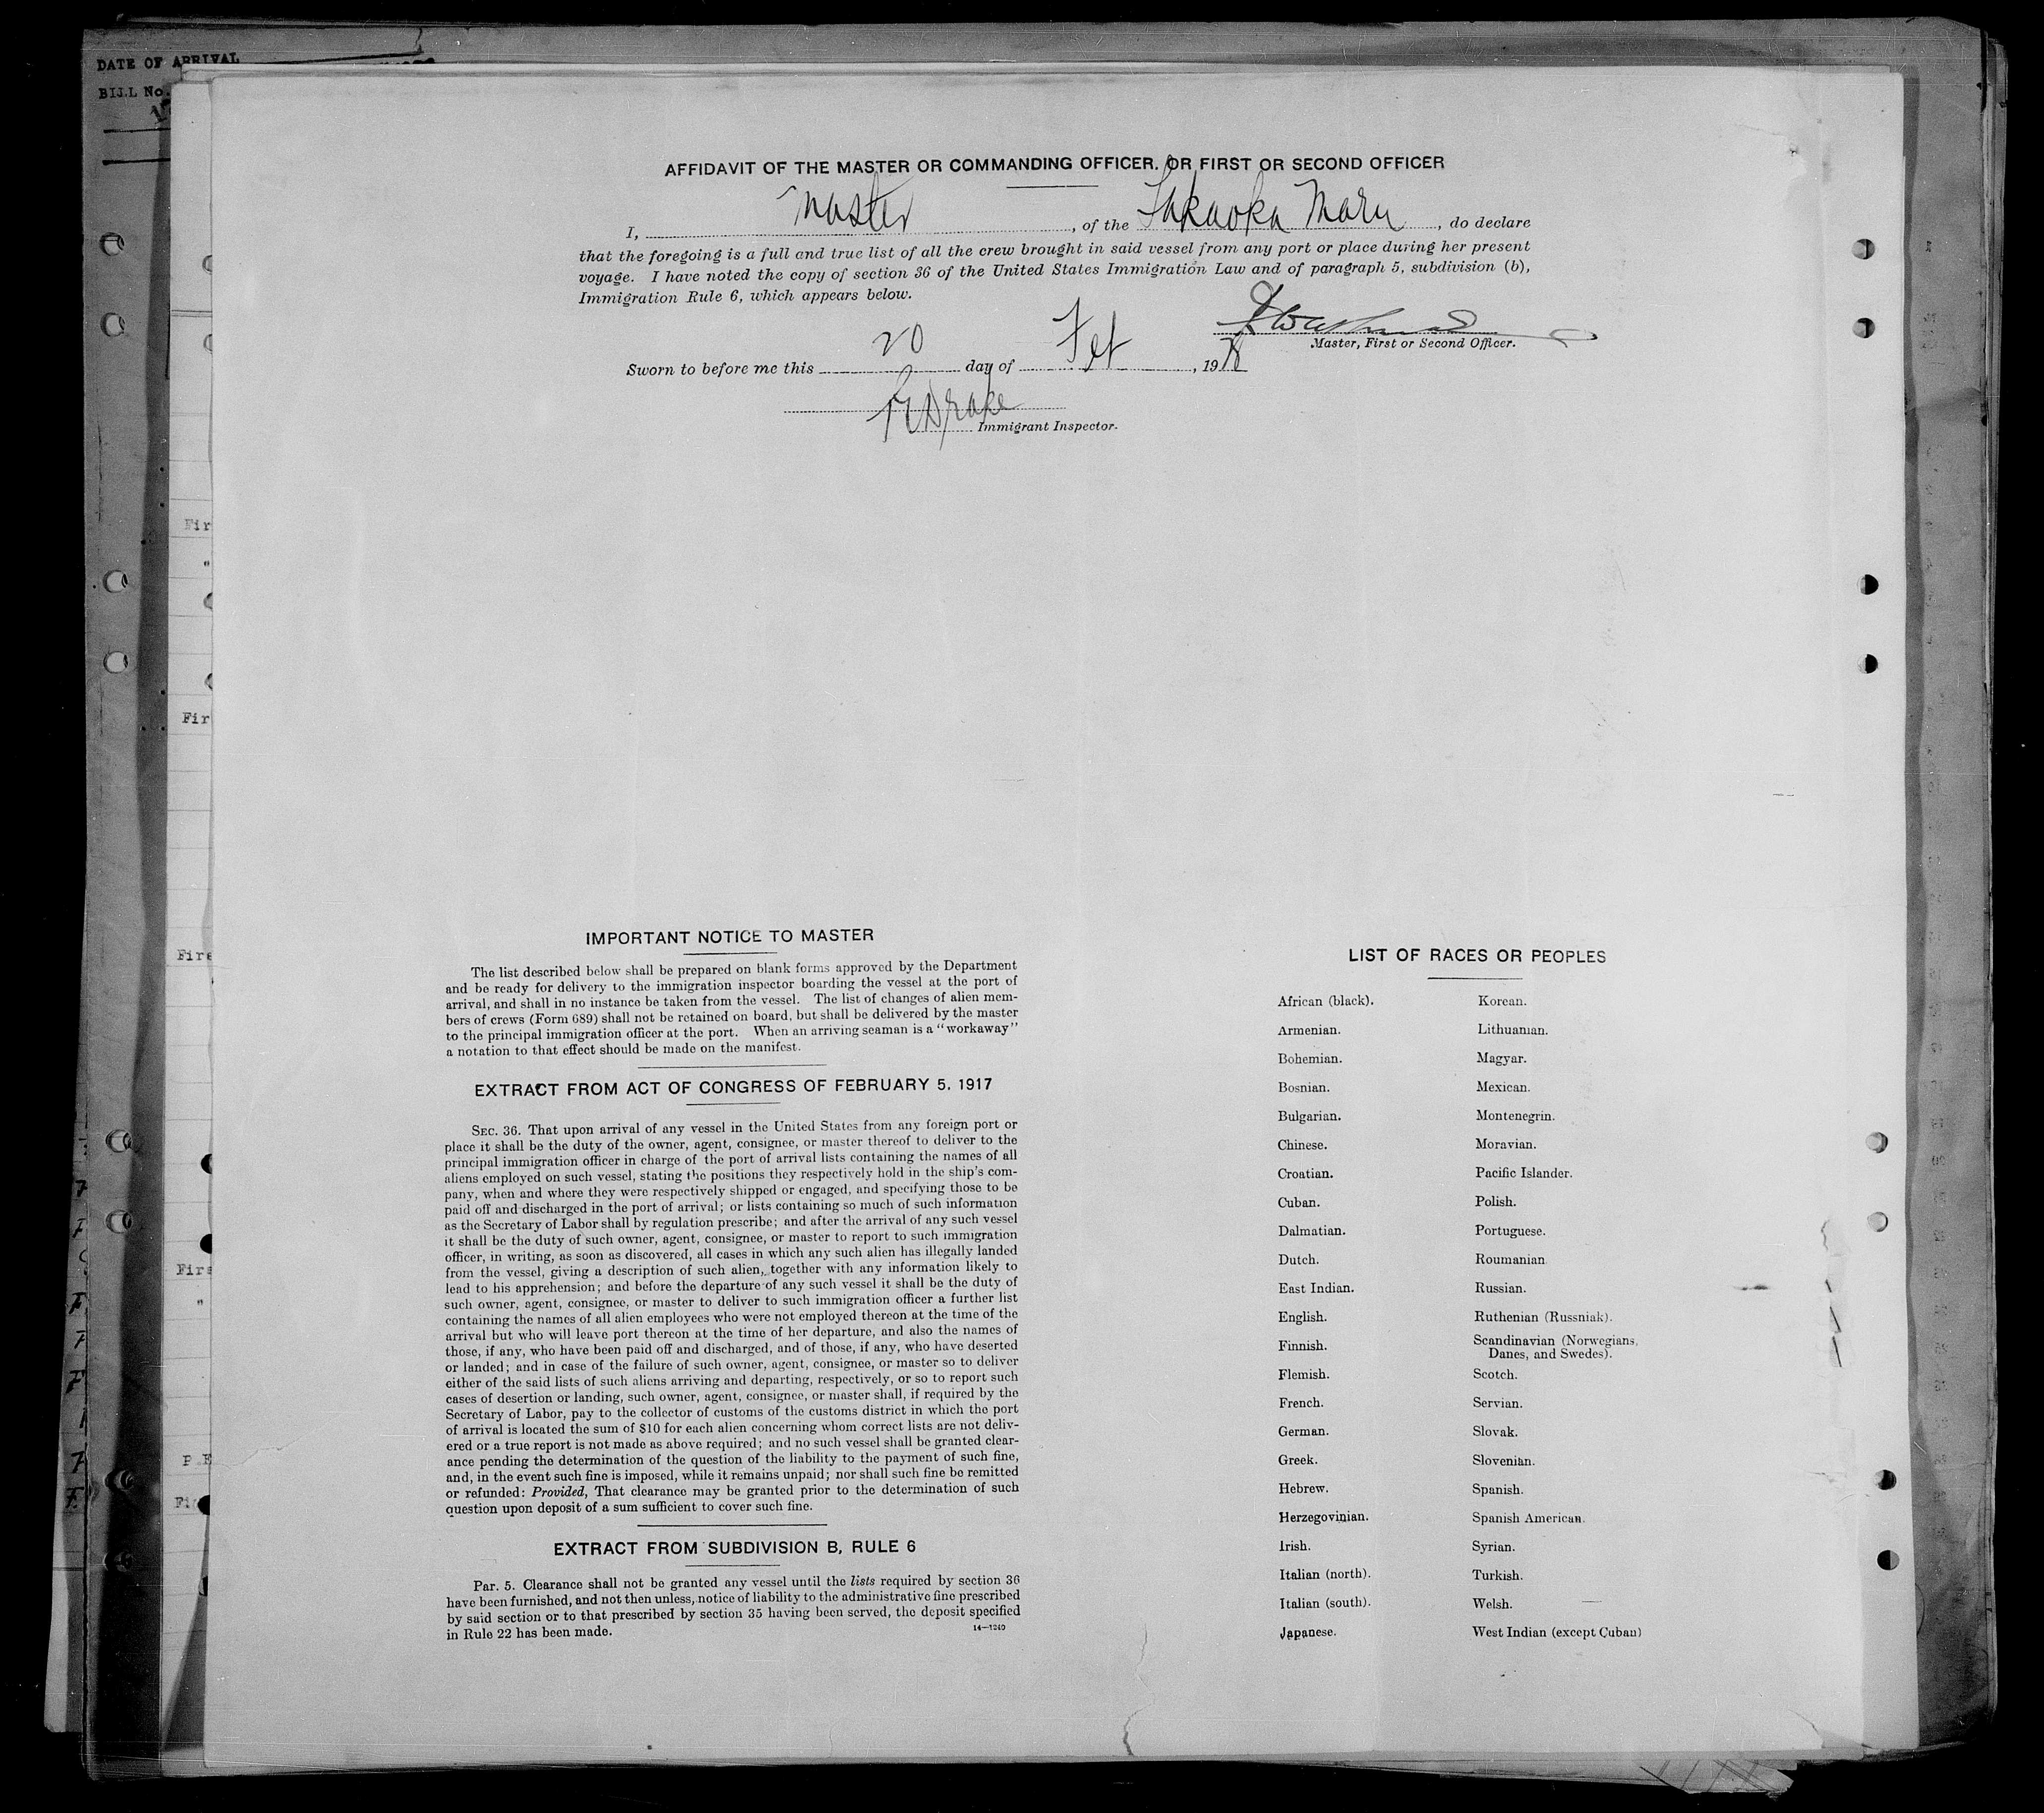 DATE OF ARRIVAL
BILL No.
AFFIDAVIT OF THE MASTER OR COMMANDING OFFICER, OR FIRST OR SECOND OFFICER
I, Master, of the Takaoka Maru, do declare
that the foregoing is a full and true list of all the crew brought in said vessel from any port or place during her present
voyage. I have noted the copy of section 36 of the United States Immigration Law and of paragraph 5, subdivision (b),
Immigration Rule 6, which appears below.
Master, First or Second Officer.
Sworn to before me this 20 day of Feb, 19
Drake
Immigrant Inspector.
Fir
"
Fir
Fire
Fire
"
IMPORTANT NOTICE TO MASTER
The list described below shall be prepared on blank forms approved by the Department
and be ready for delivery to the immigration inspector boarding the vessel at the port of
arrival, and shall in no instance be taken from the vessel. The list of changes of alien mem-
bers of crews (Form 689) shall not be retained on board, but shall be delivered by the master
to the principal immigration officer at the port. When an arriving seaman is a "workaway"
a notation to that effect should be made on the manifest.
EXTRACT FROM ACT OF CONGRESS OF FEBRUARY 5, 1917
SEC. 36. That upon arrival of any vessel in the United States from any foreign port or
place it shall be the duty of the owner, agent, consignee, or master thereof to deliver to the
principal immigration officer in charge of the port of arrival lists containing the names of all
aliens employed on such vessel, stating the positions they respectively hold in the ship's com-
pany, when and where they were respectively shipped or engaged, and specifying those to be
paid off and discharged in the port of arrival; or lists containing so much of such information
as the Secretary of Labor shall by regulation prescribe; and after the arrival of any such vessel
it shall be the duty of such owner, agent, consignee, or master to report to such immigration
officer, in writing, as soon as discovered, all cases in which any such alien has illegally landed
from the vessel, giving a description of such alien, together with any information likely to
lead to his apprehension; and before the departure of any such vessel it shall be the duty of
such owner, agent, consignee, or master to deliver to such immigration officer a further list
containing the names of all alien employees who were not employed thereon at the time of the
arrival but who will leave port thereon at the time of her departure, and also the names of
those, if any, who have been paid off and discharged, and of those, if any, who have deserted
or landed; and in case of the failure of such owner, agent, consignee, or master so to deliver
either of the said lists of such aliens arriving and departing, respectively, or so to report such
cases of desertion or landing, such owner, agent, consignee, or master shall, if required by the
Secretary of Labor, pay to the collector of customs of the customs district in which the port
of arrival is located the sum of $10 for each alien concerning whom correct lists are not deliv-
ered or a true report is not made as above required; and no such vessel shall be granted clear-
ance pending the determination of the question of the liability to the payment of such fine,
and, in the event such fine is imposed, while it remains unpaid; nor shall such fine be remitted
or refunded: Provided, That clearance may be granted prior to the determination of such
question upon deposit of a sum sufficient to cover such fine.
EXTRACT FROM SUBDIVISION B, RULE 6
Par. 5. Clearance shall not be granted any vessel until the lists required by section 36
have been furnished, and not then unless, notice of liability to the administrative fine prescribed
by said section or to that prescribed by section 35 having been served, the deposit specified
in Rule 22 has been made.
14—1240
LIST OF RACES OR PEOPLES
African (black). Korean.
Armenian. Lithuanian.
Bohemian. Magyar.
Bosnian. Mexican.
Bulgarian. Montenegrin.
Chinese. Moravian.
Croatian. Pacific Islander.
Cuban. Polish.
Dalmatian. Portuguese.
Dutch. Roumanian
East Indian. Russian.
English. Ruthenian (Russniak).
Finnish. Scandinavian (Norwegians,
Danes, and Swedes).
Flemish. Scotch.
French. Servian.
German. Slovak.
Greek. Slovenian.
Hebrew. Spanish.
Herzegovinian. Spanish American.
Irish. Syrian.
Italian (north). Turkish.
Italian (south). Welsh.
Japanese. West Indian (except Cuban)